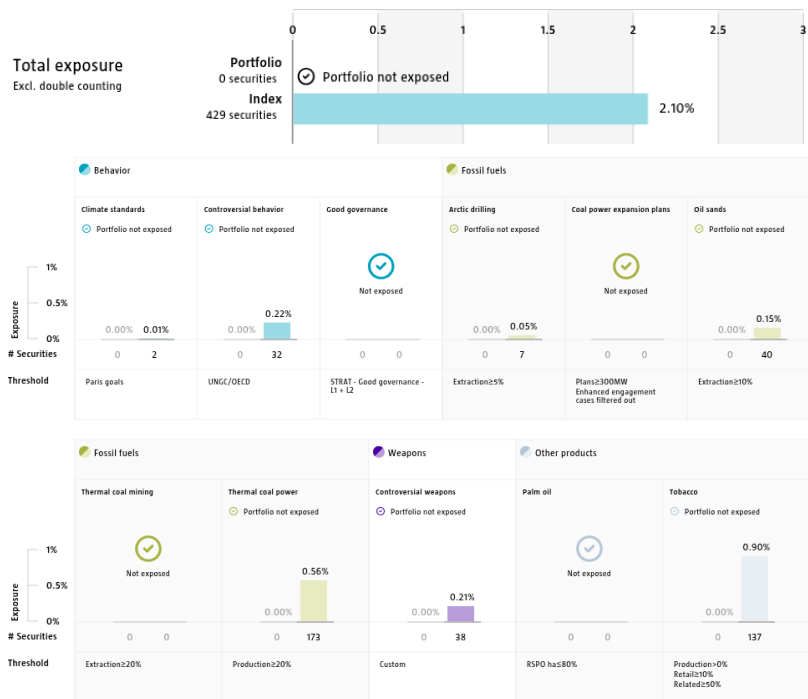 0 0.5 1 1.5 2 2.5 3
Total exposure
Excl. double counting
Portfolio
0 securities
Portfolio not exposed
Index
429 securities
2.10%
Behavior
Fossil fuels
Climate standards
Controversial behavior
Good governance
Arctic drilling
Coal power expansion plans
Oil sands
Portfolio not exposed
Portfolio not exposed
Portfolio not exposed
Portfolio not exposed
Not exposed
Not exposed
Exposure
1%
0.5%
0%
0.00% 0.01%
0.00% 0.22%
0.00% 0.05%
0.00% 0.15%
# Securities
0 2
0 32
0 0
0 7
0 0
0 40
Threshold
Paris goals
UNGC/OECD
STRAT - Good governance -
L1 + L2
Extraction≥5%
Plans≥300MW
Enhanced engagement
cases filtered out
Extraction≥10%
Fossil fuels
Weapons
Other products
Thermal coal mining
Thermal coal power
Controversial weapons
Palm oil
Tobacco
Portfolio not exposed
Portfolio not exposed
Portfolio not exposed
Not exposed
Not exposed
Exposure
1%
0.5%
0%
0.00% 0.56%
0.00% 0.21%
0.00% 0.90%
# Securities
0 0
0 173
0 38
0 0
0 137
Threshold
Extraction≥20%
Production≥20%
Custom
RSPO ha≤80%
Production>0%
Retail≥10%
Related≥50%